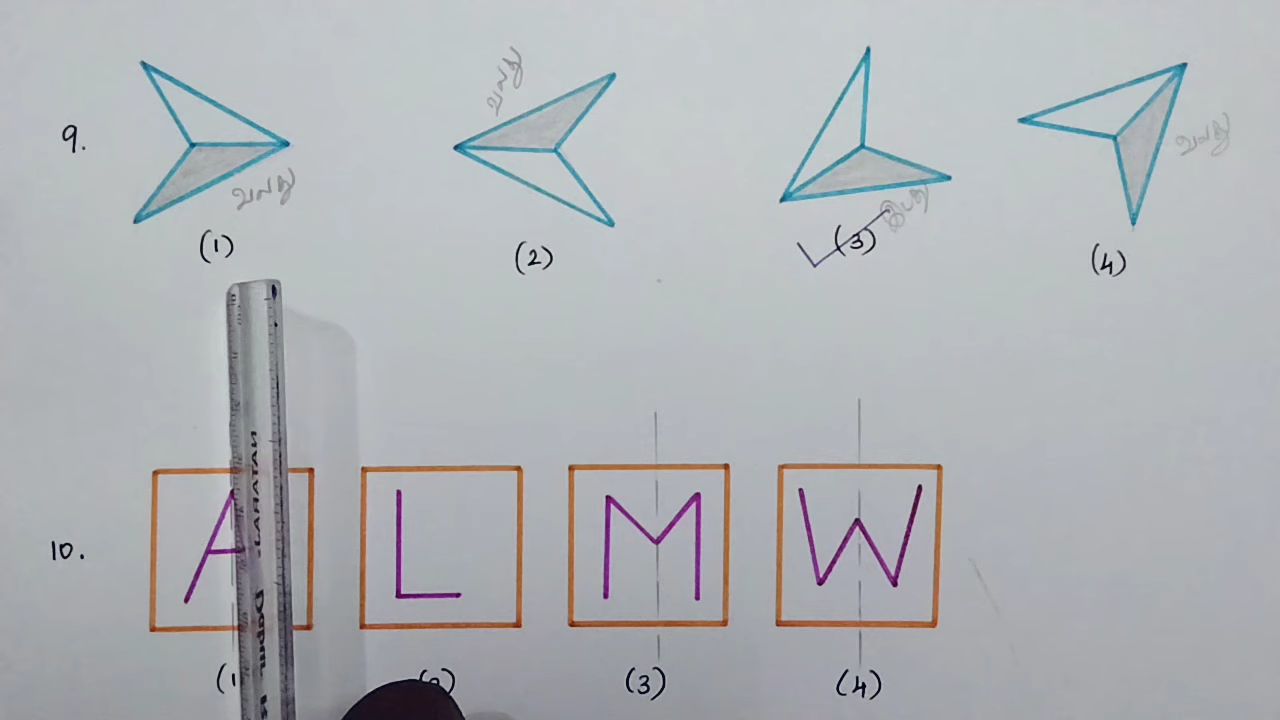 வலது
9.
வலது
வலது
இடது
(1) (2) (3) (4)
10.
A L M W
(3) (4)